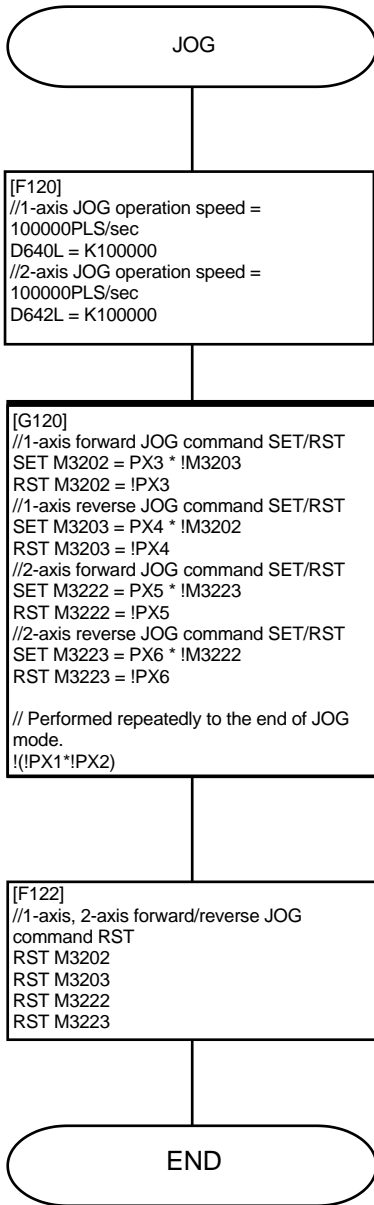 JOG
[F120]
//1-axis JOG operation speed =
100000PLS/sec
D640L = K100000
//2-axis JOG operation speed =
100000PLS/sec
D642L = K100000
[G120]
//1-axis forward JOG command SET/RST
SET M3202 = PX3 * !M3203
RST M3202 = !PX3
//1-axis reverse JOG command SET/RST
SET M3203 = PX4 * !M3202
RST M3203 = !PX4
//2-axis forward JOG command SET/RST
SET M3222 = PX5 * !M3223
RST M3222 = !PX5
//2-axis reverse JOG command SET/RST
SET M3223 = PX6 * !M3222
RST M3223 = !PX6
// Performed repeatedly to the end of JOG
mode.
!(!PX1*!PX2)
[F122]
//1-axis, 2-axis forward/reverse JOG
command RST
RST M3202
RST M3203
RST M3222
RST M3223
END